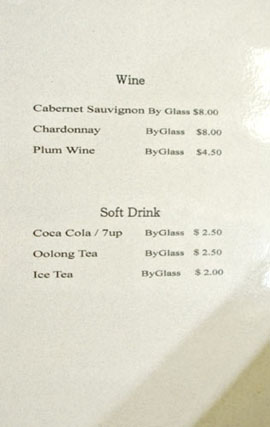 Wine
Cabernet Sauvignon By Glass $8.00
Chardonnay ByGlass $8.00
Plum Wine ByGlass $4.50
Soft Drink
Coca Cola / 7up ByGlass $ 2.50
Oolong Tea ByGlass $ 2.50
Ice Tea ByGlass $ 2.00